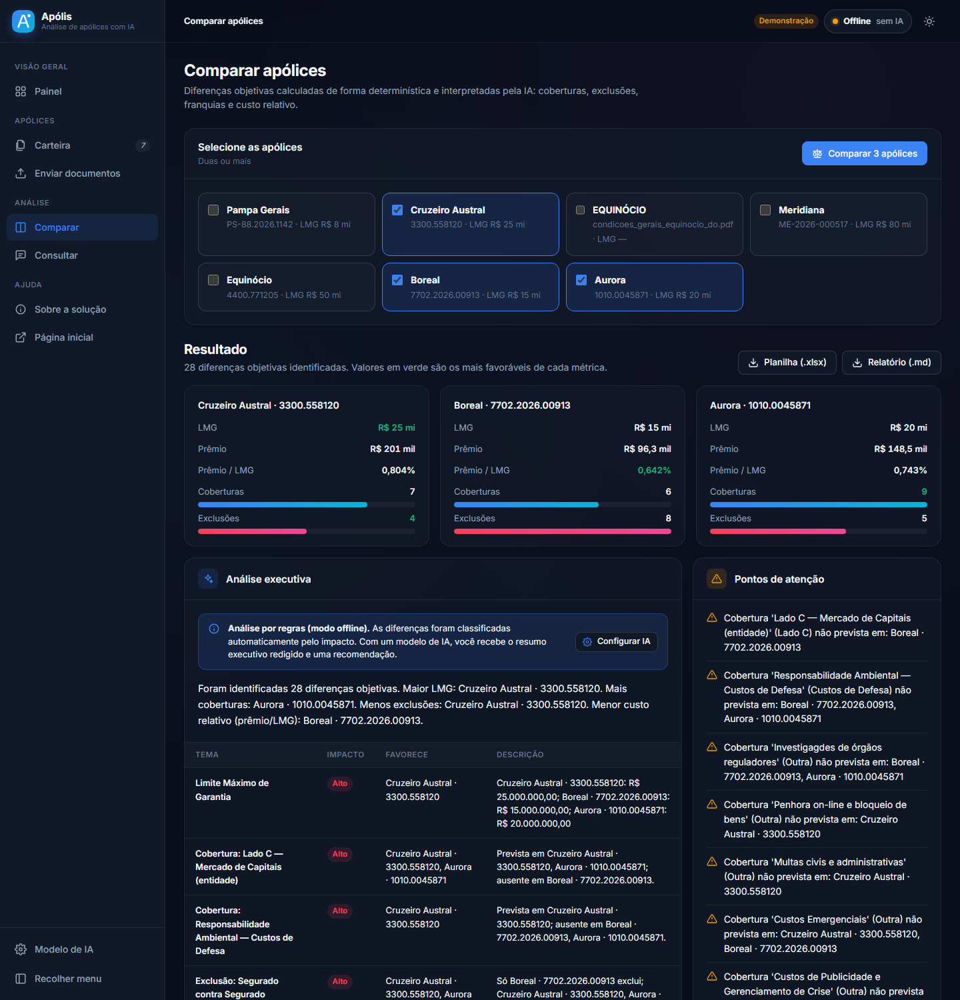 Apólis
Análise de apólices com IA
Comparar apólices
Demonstração
Offline sem IA
VISÃO GERAL
Painel
APÓLICES
Carteira 7
Enviar documentos
ANÁLISE
Comparar
Consultar
AJUDA
Sobre a solução
Página inicial
Modelo de IA
Recolher menu
Comparar apólices
Diferenças objetivas calculadas de forma determinística e interpretadas pela IA: coberturas, exclusões,
franquias e custo relativo.
Selecione as apólices
Duas ou mais
Comparar 3 apólices
Pampa Gerais
PS-88.2026.1142 · LMG R$ 8 mi
Cruzeiro Austral
3300.558120 · LMG R$ 25 mi
EQUINÓCIO
condicoes_gerais_equinocio_do.pdf
· LMG —
Meridiana
ME-2026-000517 · LMG R$ 80 mi
Equinócio
4400.771205 · LMG R$ 50 mi
Boreal
7702.2026.00913 · LMG R$ 15 mi
Aurora
1010.0045871 · LMG R$ 20 mi
Resultado
28 diferenças objetivas identificadas. Valores em verde são os mais favoráveis de cada métrica.
Planilha (.xlsx)
Relatório (.md)
Cruzeiro Austral · 3300.558120
LMG R$ 25 mi
Prêmio R$ 201 mil
Prêmio / LMG 0,804%
Coberturas 7
Exclusões 4
Boreal · 7702.2026.00913
LMG R$ 15 mi
Prêmio R$ 96,3 mil
Prêmio / LMG 0,642%
Coberturas 6
Exclusões 8
Aurora · 1010.0045871
LMG R$ 20 mi
Prêmio R$ 148,5 mil
Prêmio / LMG 0,743%
Coberturas 9
Exclusões 5
Análise executiva
Análise por regras (modo offline). As diferenças foram classificadas
automaticamente pelo impacto. Com um modelo de IA, você recebe o resumo
executivo redigido e uma recomendação.
Configurar IA
Foram identificadas 28 diferenças objetivas. Maior LMG: Cruzeiro Austral · 3300.558120. Mais
coberturas: Aurora · 1010.0045871. Menos exclusões: Cruzeiro Austral · 3300.558120. Menor custo
relativo (prêmio/LMG): Boreal · 7702.2026.00913.
TEMA IMPACTO FAVORECE DESCRIÇÃO
Limite Máximo de
Garantia
Alto
Cruzeiro Austral ·
3300.558120
Cruzeiro Austral · 3300.558120: R$
25.000.000,00; Boreal · 7702.2026.00913:
R$ 15.000.000,00; Aurora · 1010.0045871:
R$ 20.000.000,00
Cobertura: Lado C —
Mercado de Capitais
(entidade)
Alto
Cruzeiro Austral ·
3300.558120, Aurora
· 1010.0045871
Prevista em Cruzeiro Austral ·
3300.558120, Aurora · 1010.0045871;
ausente em Boreal · 7702.2026.00913.
Cobertura:
Responsabilidade
Ambiental — Custos de
Defesa
Alto
Cruzeiro Austral ·
3300.558120
Prevista em Cruzeiro Austral ·
3300.558120; ausente em Boreal ·
7702.2026.00913, Aurora · 1010.0045871.
Exclusão: Segurado
contra Segurado
Alto
Cruzeiro Austral ·
3300.558120, Aurora
Só Boreal · 7702.2026.00913 exclui;
Cruzeiro Austral · 3300.558120, Aurora ·
Pontos de atenção
Cobertura 'Lado C — Mercado de Capitais
(entidade)' (Lado C) não prevista em: Boreal ·
7702.2026.00913
Cobertura 'Responsabilidade Ambiental —
Custos de Defesa' (Custos de Defesa) não
prevista em: Boreal · 7702.2026.00913,
Aurora · 1010.0045871
Cobertura 'Investigagdes de órgãos
reguladores' (Outra) não prevista em: Boreal ·
7702.2026.00913, Aurora · 1010.0045871
Cobertura 'Penhora on-line e bloqueio de
bens' (Outra) não prevista em: Cruzeiro
Austral · 3300.558120
Cobertura 'Multas civis e administrativas'
(Outra) não prevista em: Cruzeiro Austral ·
3300.558120
Cobertura 'Custos Emergenciais' (Outra) não
prevista em: Cruzeiro Austral · 3300.558120,
Boreal · 7702.2026.00913
Cobertura 'Custos de Publicidade e
Gerenciamento de Crise' (Outra) não prevista